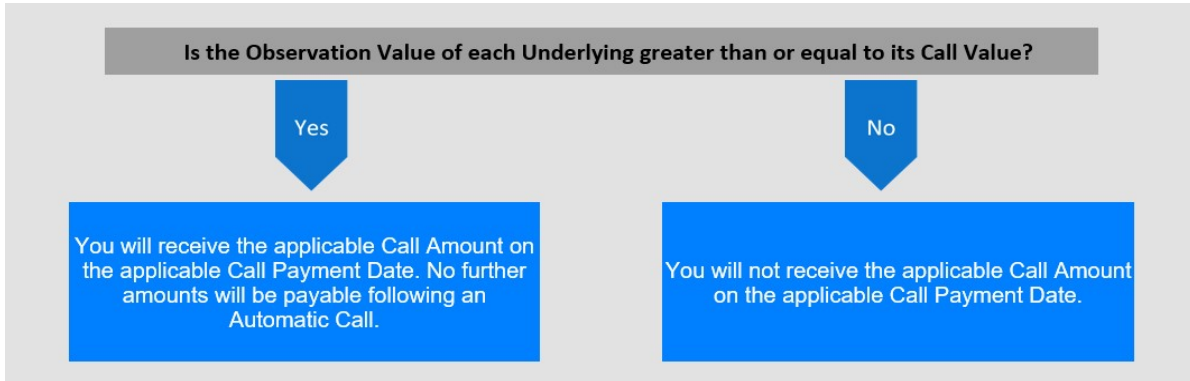 Is the Observation Value of each Underlying greater than or equal to its Call Value?
Yes
No
You will receive the applicable Call Amount on
the applicable Call Payment Date. No further
amounts will be payable following an
Automatic Call.
You will not receive the applicable Call Amount
on the applicable Call Payment Date.